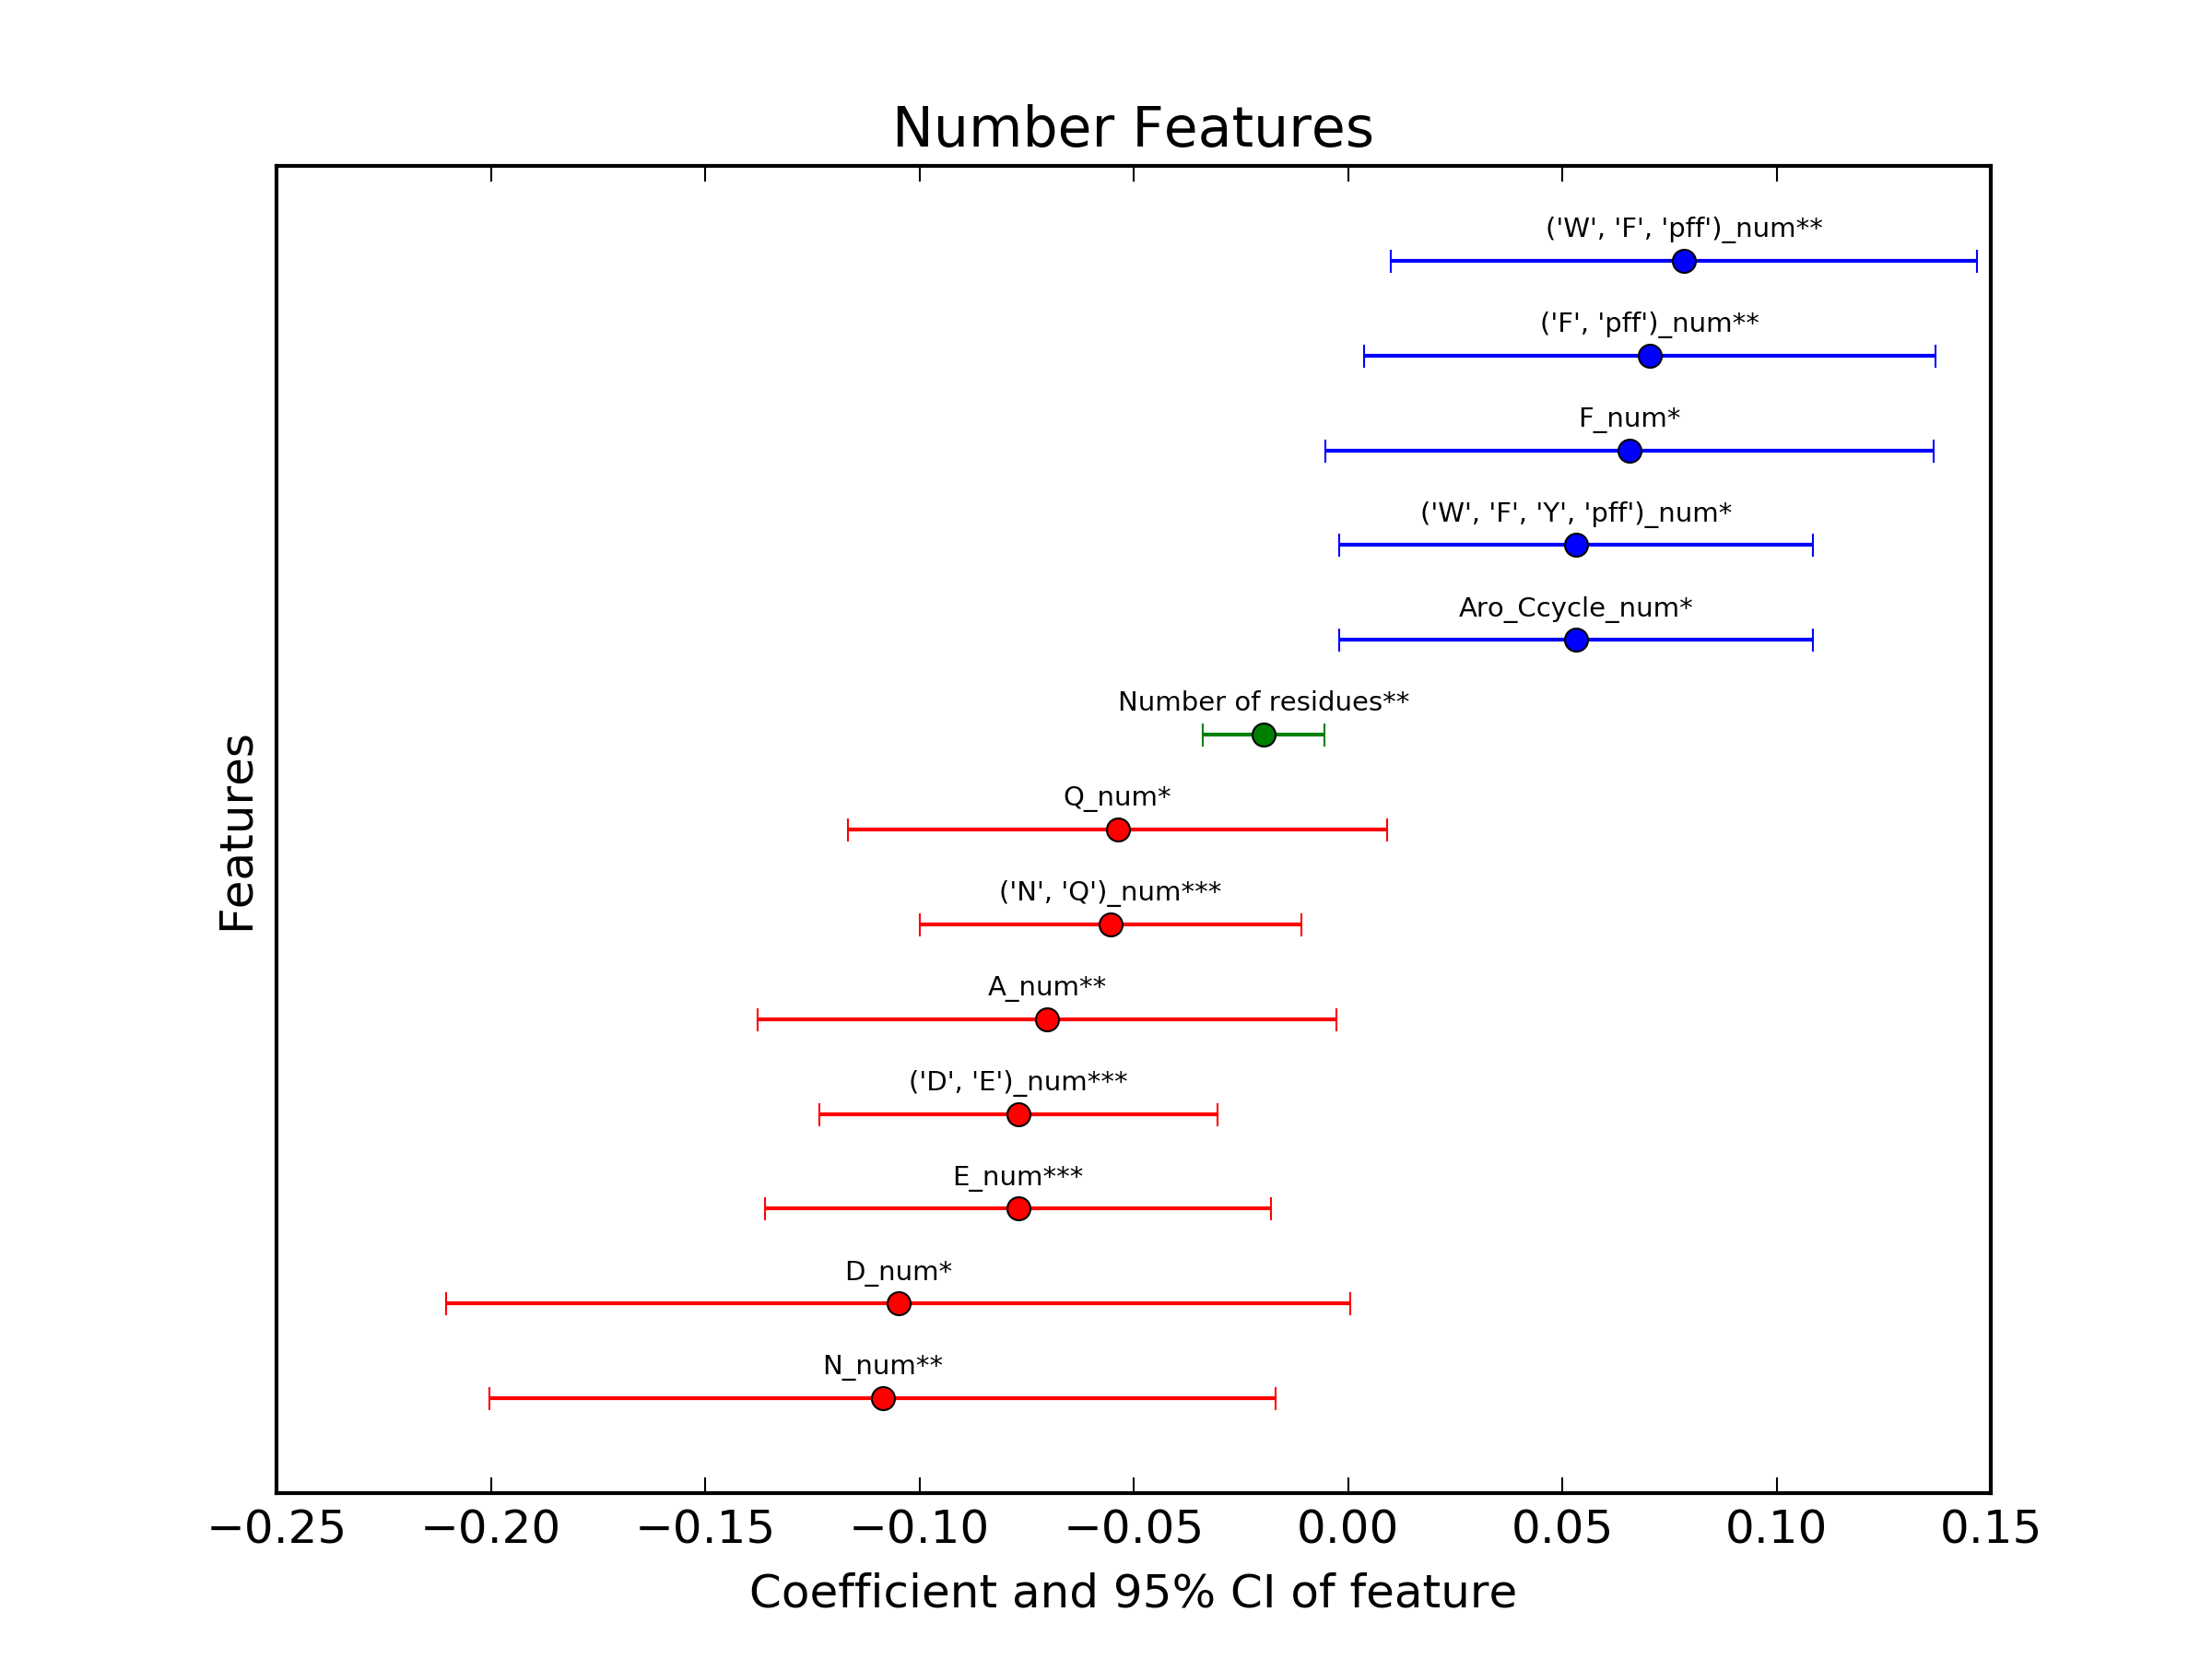 Number Features
('W', 'F', 'pff')_num**
('F', 'pff')_num**
F_num*
('W', 'F', 'Y', 'pff')_num*
Aro_Ccycle_num*
Number of residues**
Q_num*
('N', 'Q')_num***
A_num**
('D', 'E')_num***
E_num***
D_num*
N_num**
Features
−0.25 −0.20 −0.15 −0.10 −0.05 0.00 0.05 0.10 0.15
Coefficient and 95% CI of feature